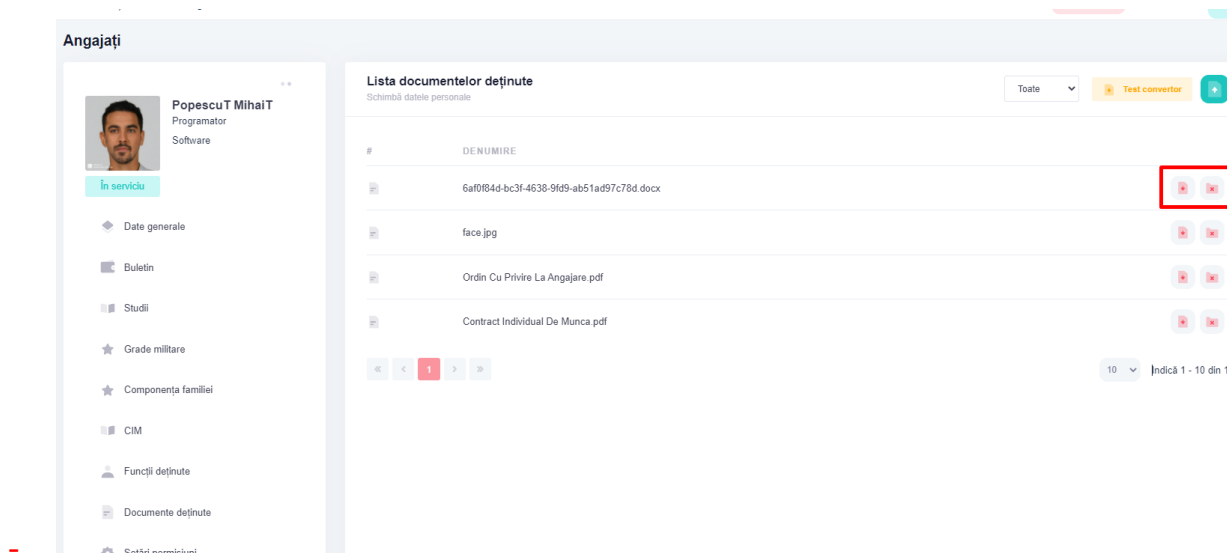 Angajați
PopescuT MihaiT
Programator
Software
În serviciu
Date generale
Buletin
Studii
Grade militare
Componența familiei
CIM
Funcții deținute
Documente deținute
Setări permisiuni
Lista documentelor deținute
Schimbă datele personale
Toate
Test convertor
# DENUMIRE
6af0f84d-bc3f-4638-9fd9-ab51ad97c78d.docx
face.jpg
Ordin Cu Privire La Angajare.pdf
Contract Individual De Munca.pdf
« < 1 > »
10 Indică 1 - 10 din 1